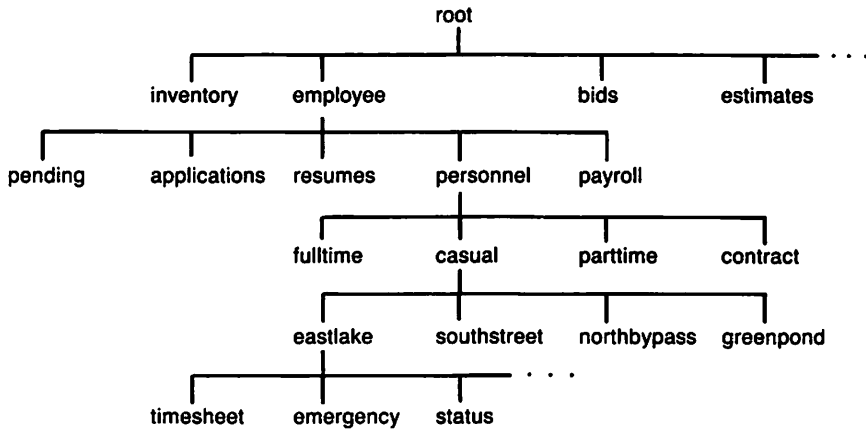 root
inventory employee bids estimates . . .
pending applications resumes personnel payroll
fulltime casual parttime contract
eastlake southstreet northbypass greenpond
. . . .
timesheet emergency status